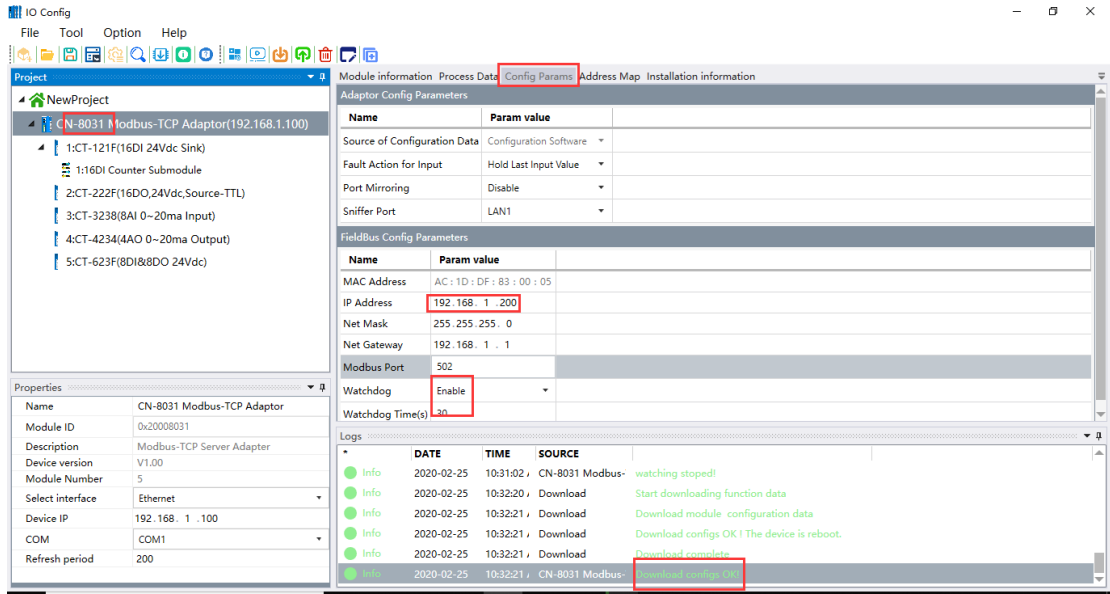 IO Config
File Tool Option Help
Project
NewProject
CN-8031 Modbus-TCP Adaptor(192.168.1.100)
1:CT-121F(16DI 24Vdc Sink)
1:16DI Counter Submodule
2:CT-222F(16DO,24Vdc,Source-TTL)
3:CT-3238(8AI 0~20ma Input)
4:CT-4234(4AO 0~20ma Output)
5:CT-623F(8DI&8DO 24Vdc)
Properties
Name CN-8031 Modbus-TCP Adaptor
Module ID 0x20008031
Description Modbus-TCP Server Adapter
Device version V1.00
Module Number 5
Select interface Ethernet
Device IP 192.168. 1 .100
COM COM1
Refresh period 200
Module information Process Data Config Params Address Map Installation information
Adaptor Config Parameters
Name Param value
Source of Configuration Data Configuration Software
Fault Action for Input Hold Last Input Value
Port Mirroring Disable
Sniffer Port LAN1
FieldBus Config Parameters
Name Param value
MAC Address AC : 1D : DF : 83 : 00 : 05
IP Address 192.168. 1 .200
Net Mask 255.255.255. 0
Net Gateway 192.168. 1 . 1
Modbus Port 502
Watchdog Enable
Watchdog Time(s) 30
Logs
* DATE TIME SOURCE
Info 2020-02-25 10:31:02 CN-8031 Modbus- watching stoped!
Info 2020-02-25 10:32:20 Download Start downloading function data
Info 2020-02-25 10:32:21 Download Download module configuration data
Info 2020-02-25 10:32:21 Download Download configs OK ! The device is reboot.
Info 2020-02-25 10:32:21 Download Download complete
Info 2020-02-25 10:32:21 CN-8031 Modbus- Download configs OK!